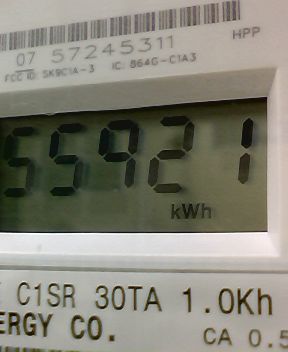 HPP
07 57245311
FCC ID: SK9C1A-3 IC: 864G-C1A3
55921
kWh
C1SR 30TA 1.0Kh
ERGY CO.
CA 0.5